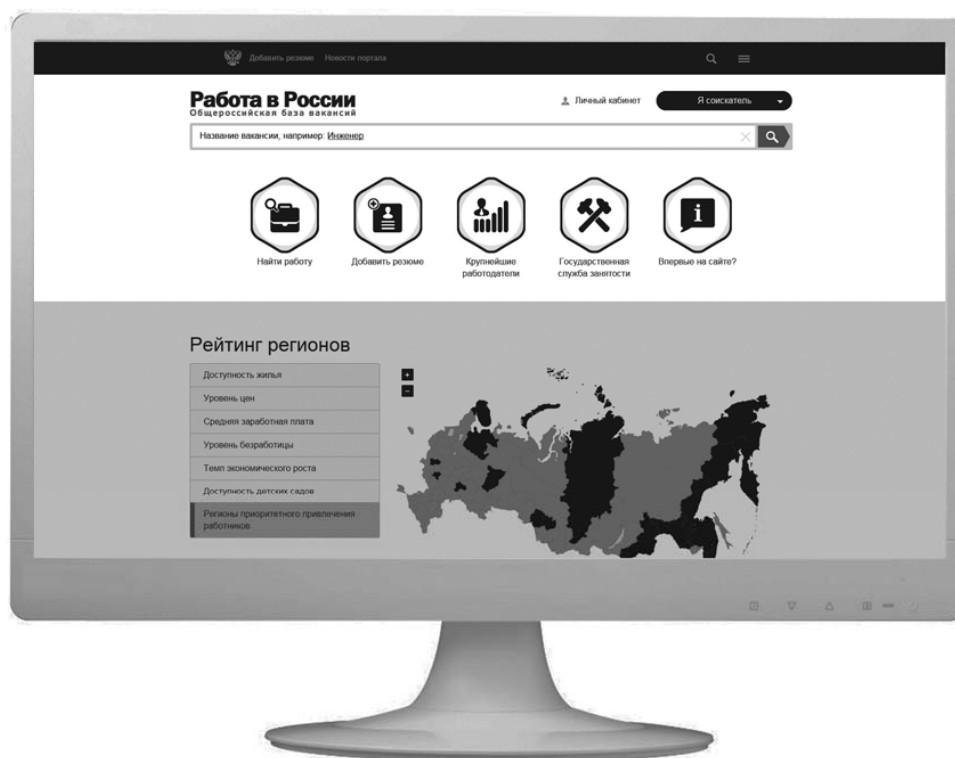 Добавить резюме Новости портала
Работа в России
Общероссийская база вакансий
Личный кабинет
Я соискатель
Название вакансии, например: Инженер
Найти работу
Добавить резюме
Крупнейшие
работодатели
Государственная
служба занятости
Впервые на сайте?
Рейтинг регионов
Доступность жилья
Уровень цен
Средняя заработная плата
Уровень безработицы
Темп экономического роста
Доступность детских садов
Регионы приоритетного привлечения
работников